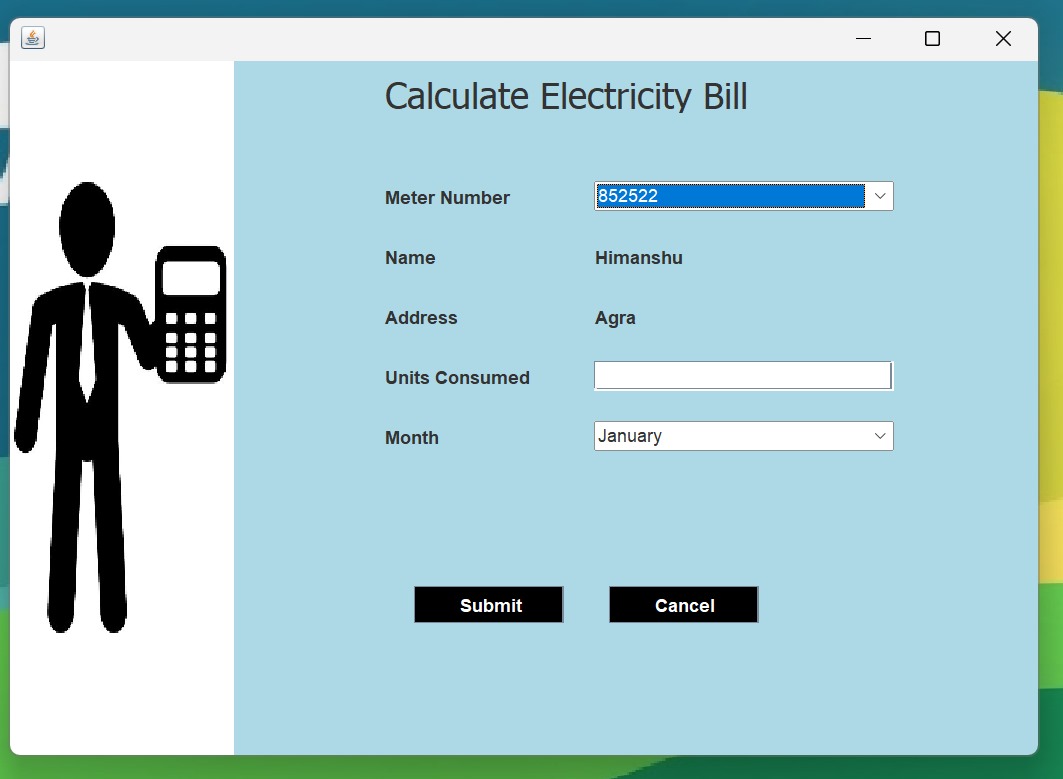 Calculate Electricity Bill
Meter Number 852522
Name Himanshu
Address Agra
Units Consumed
Month January
Submit Cancel